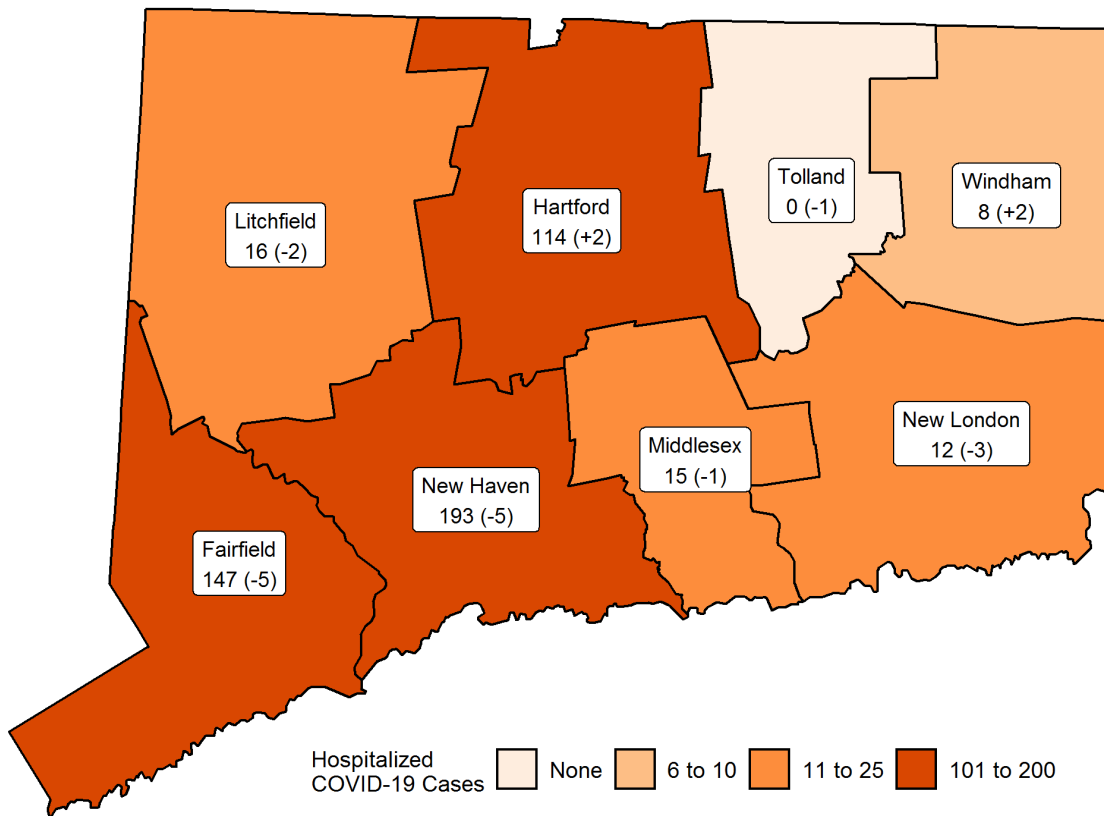 Litchfield
16 (-2)
Hartford
114 (+2)
Tolland
0 (-1)
Windham
8 (+2)
Fairfield
147 (-5)
New Haven
193 (-5)
Middlesex
15 (-1)
New London
12 (-3)
Hospitalized
COVID-19 Cases
None
6 to 10
11 to 25
101 to 200